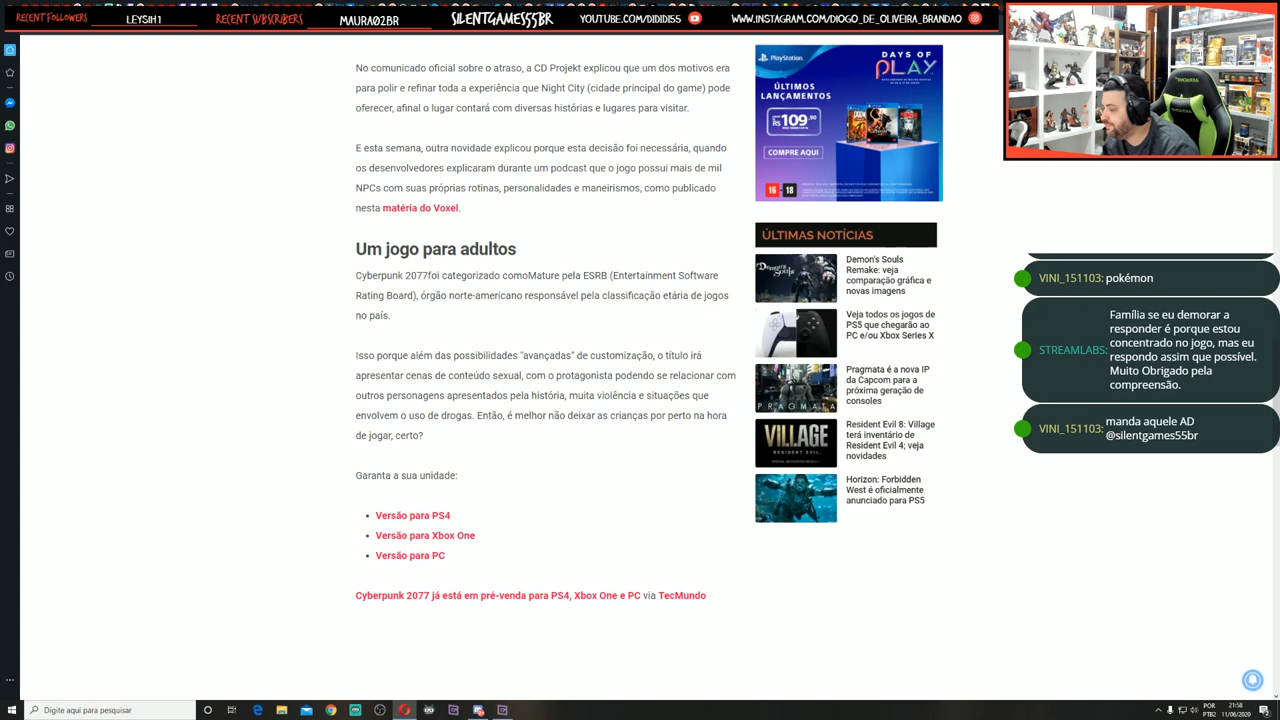 RECENT FOLLOWERS
LEYSIH1
RECENT SUBSCRIBERS
MAURA02BR
SILENTGAMES55BR
YOUTUBE.COM/DIDIDI55
WWW.INSTAGRAM.COM/DIOGO_DE_OLIVEIRA_BRANDAO
No comunicado oficial sobre o atraso, a CD Projekt explicou que um dos motivos era
para polir e refinar toda a experiência que Night City (cidade principal do game) pode
oferecer, afinal o lugar contará com diversas histórias e lugares para visitar.
E esta semana, outra novidade explicou porque esta decisão foi necessária, quando
os desenvolvedores explicaram durante um podcast que o jogo possui mais de mil
NPCs com suas próprias rotinas, personalidades e maneirismos, como publicado
nesta matéria do Voxel.
Um jogo para adultos
Cyberpunk 2077foi categorizado comoMature pela ESRB (Entertainment Software
Rating Board), órgão norte-americano responsável pela classificação etária de jogos
no país.
Isso porque além das possibilidades "avançadas" de customização, o título irá
apresentar cenas de conteúdo sexual, com o protagonista podendo se relacionar com
outros personagens apresentados pela história, muita violência e situações que
envolvem o uso de drogas. Então, é melhor não deixar as crianças por perto na hora
de jogar, certo?
Garanta a sua unidade:
Versão para PS4
Versão para Xbox One
Versão para PC
Cyberpunk 2077 já está em pré-venda para PS4, Xbox One e PC via TecMundo
PlayStation
DAYS OF
PLAY
ÚLTIMOS
LANÇAMENTOS
R$ 109,90
COMPRE AQUI
16 18
ÚLTIMAS NOTÍCIAS
Demon's Souls
Demon's Souls
Remake: veja
comparação gráfica e
novas imagens
Veja todos os jogos de
PS5 que chegarão ao
PC e/ou Xbox Series X
PRAGMATA
Pragmata é a nova IP
da Capcom para a
próxima geração de
consoles
VILLAGE
RESIDENT EVIL
Resident Evil 8: Village
terá inventário de
Resident Evil 4; veja
novidades
Horizon: Forbidden
West é oficialmente
anunciado para PS5
VINI_151103: pokémon
STREAMLABS: Família se eu demorar a
responder é porque estou
concentrado no jogo, mas eu
respondo assim que possível.
Muito Obrigado pela
compreensão.
VINI_151103: manda aquele AD
@silentgames55br
Digite aqui para pesquisar
POR
PTB2
21:58
11/06/2020